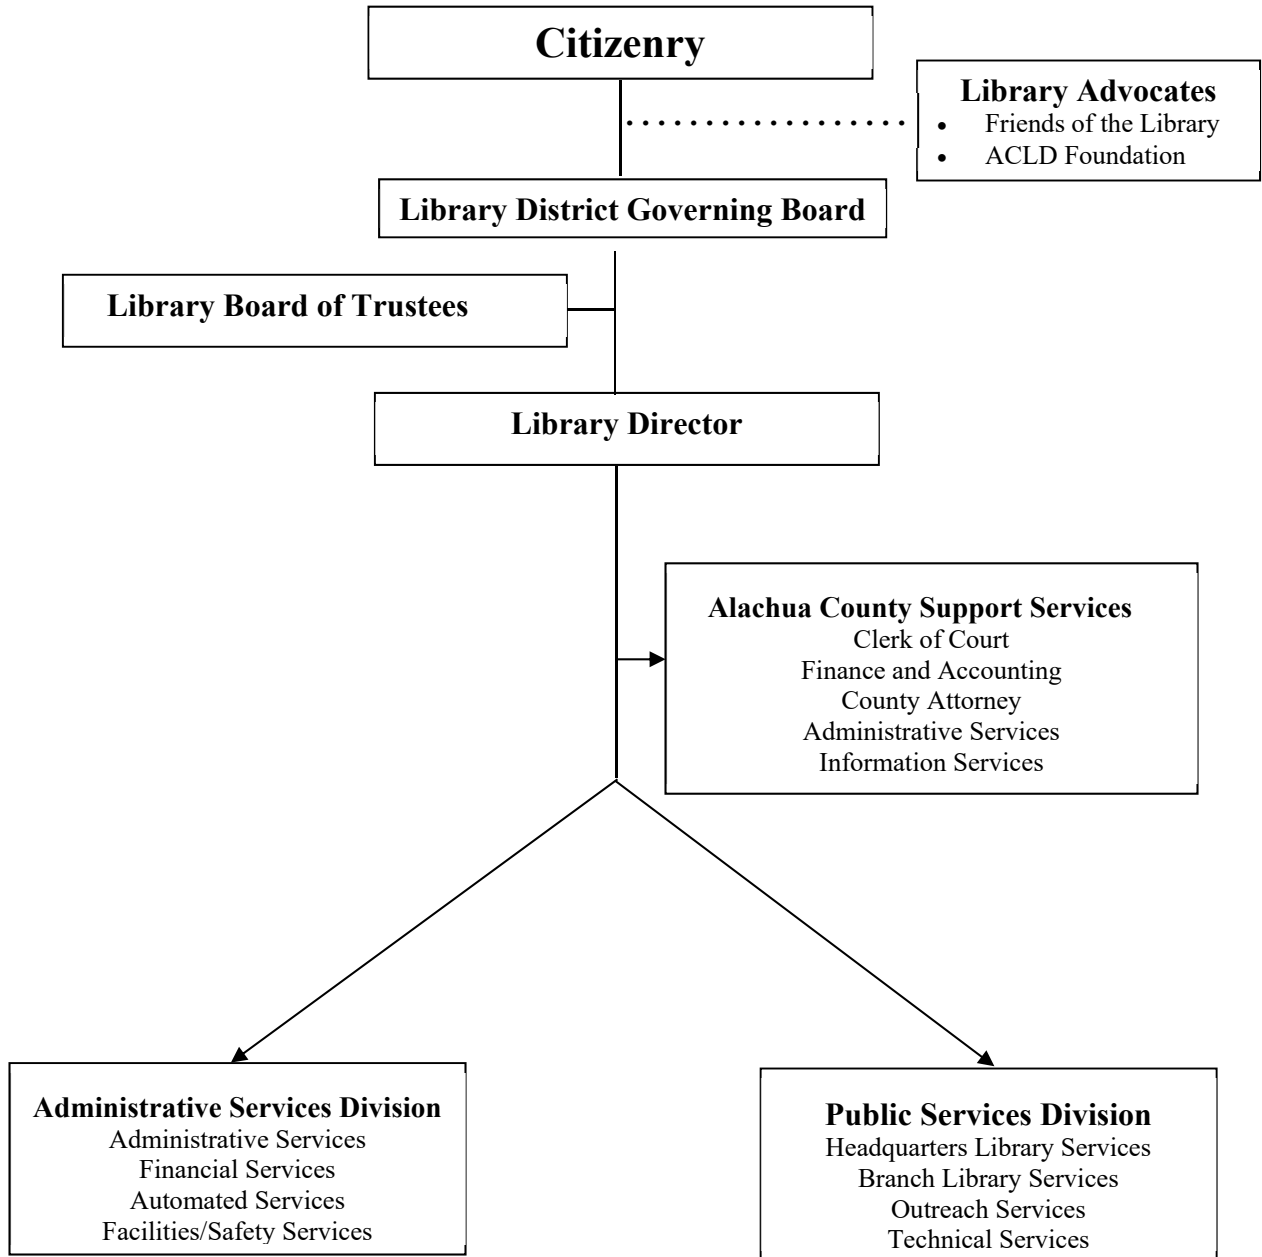 Citizenry
Library Advocates
• Friends of the Library
• ACLD Foundation
Library District Governing Board
Library Board of Trustees
Library Director
Alachua County Support Services
Clerk of Court
Finance and Accounting
County Attorney
Administrative Services
Information Services
Administrative Services Division
Administrative Services
Financial Services
Automated Services
Facilities/Safety Services
Public Services Division
Headquarters Library Services
Branch Library Services
Outreach Services
Technical Services